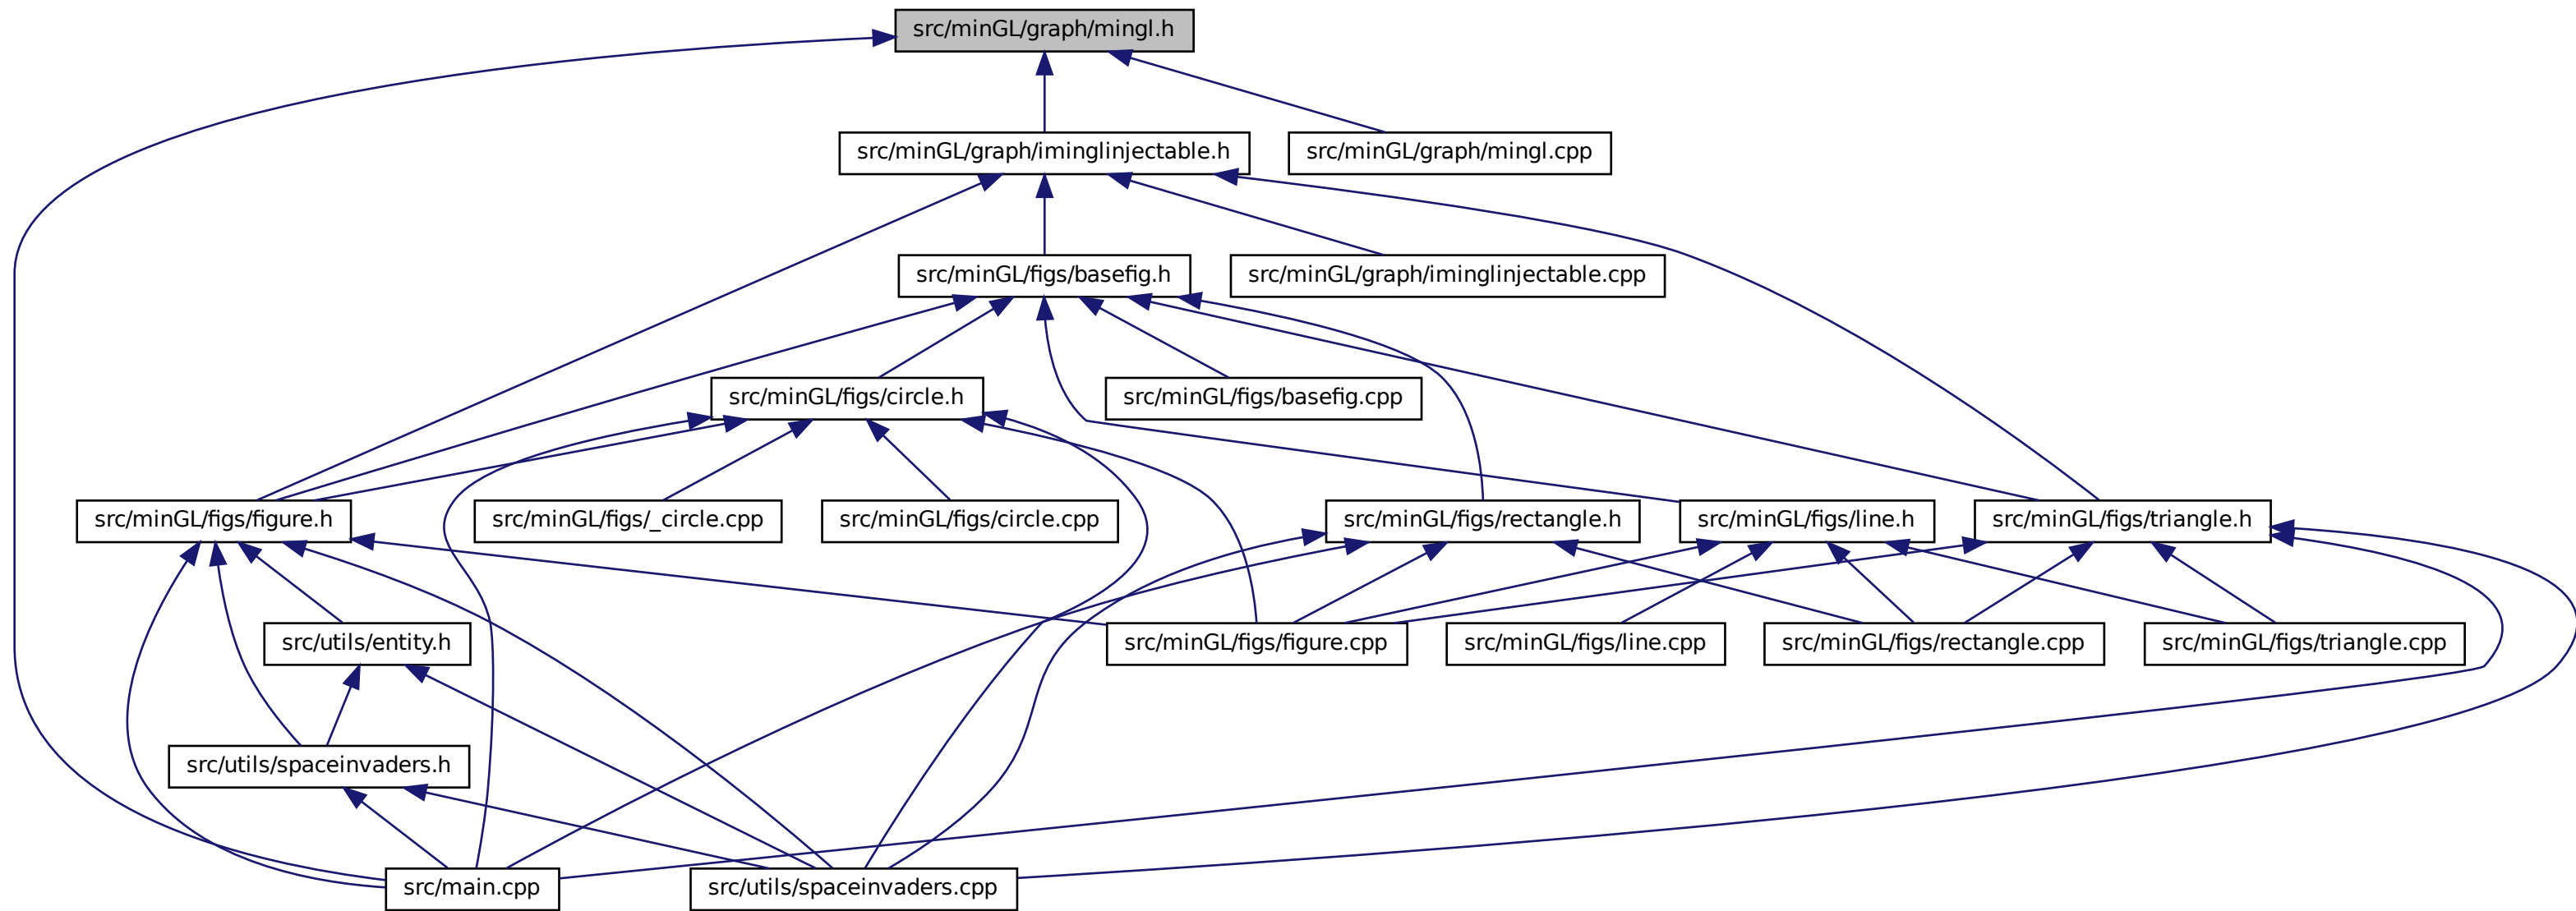 src/minGL/graph/mingl.h
src/minGL/graph/iminglinjectable.h
src/minGL/graph/mingl.cpp
src/minGL/figs/basefig.h
src/minGL/graph/iminglinjectable.cpp
src/minGL/figs/circle.h
src/minGL/figs/basefig.cpp
src/minGL/figs/figure.h
src/minGL/figs/_circle.cpp
src/minGL/figs/circle.cpp
src/minGL/figs/rectangle.h
src/minGL/figs/line.h
src/minGL/figs/triangle.h
src/utils/entity.h
src/minGL/figs/figure.cpp
src/minGL/figs/line.cpp
src/minGL/figs/rectangle.cpp
src/minGL/figs/triangle.cpp
src/utils/spaceinvaders.h
src/main.cpp
src/utils/spaceinvaders.cpp